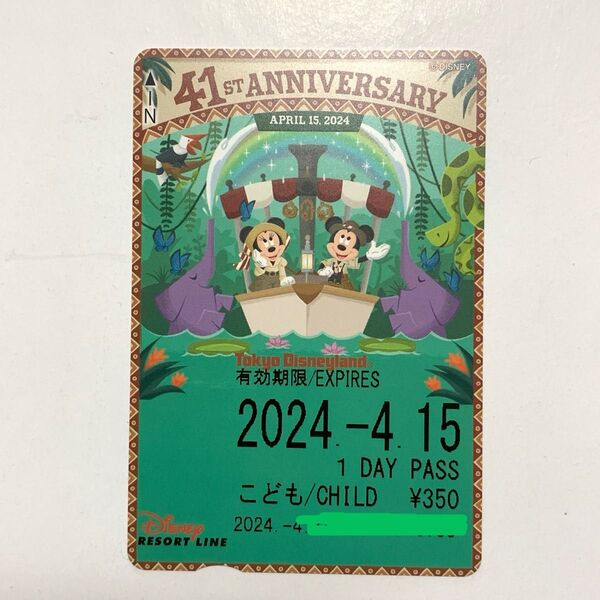 ©DISNEY
IN
41ST ANNIVERSARY
APRIL 15, 2024
Tokyo Disneyland®
有効期限/EXPIRES
2024.-4.15
1 DAY PASS
こども/CHILD ¥350
2024.-4.
Disney
RESORT LINE